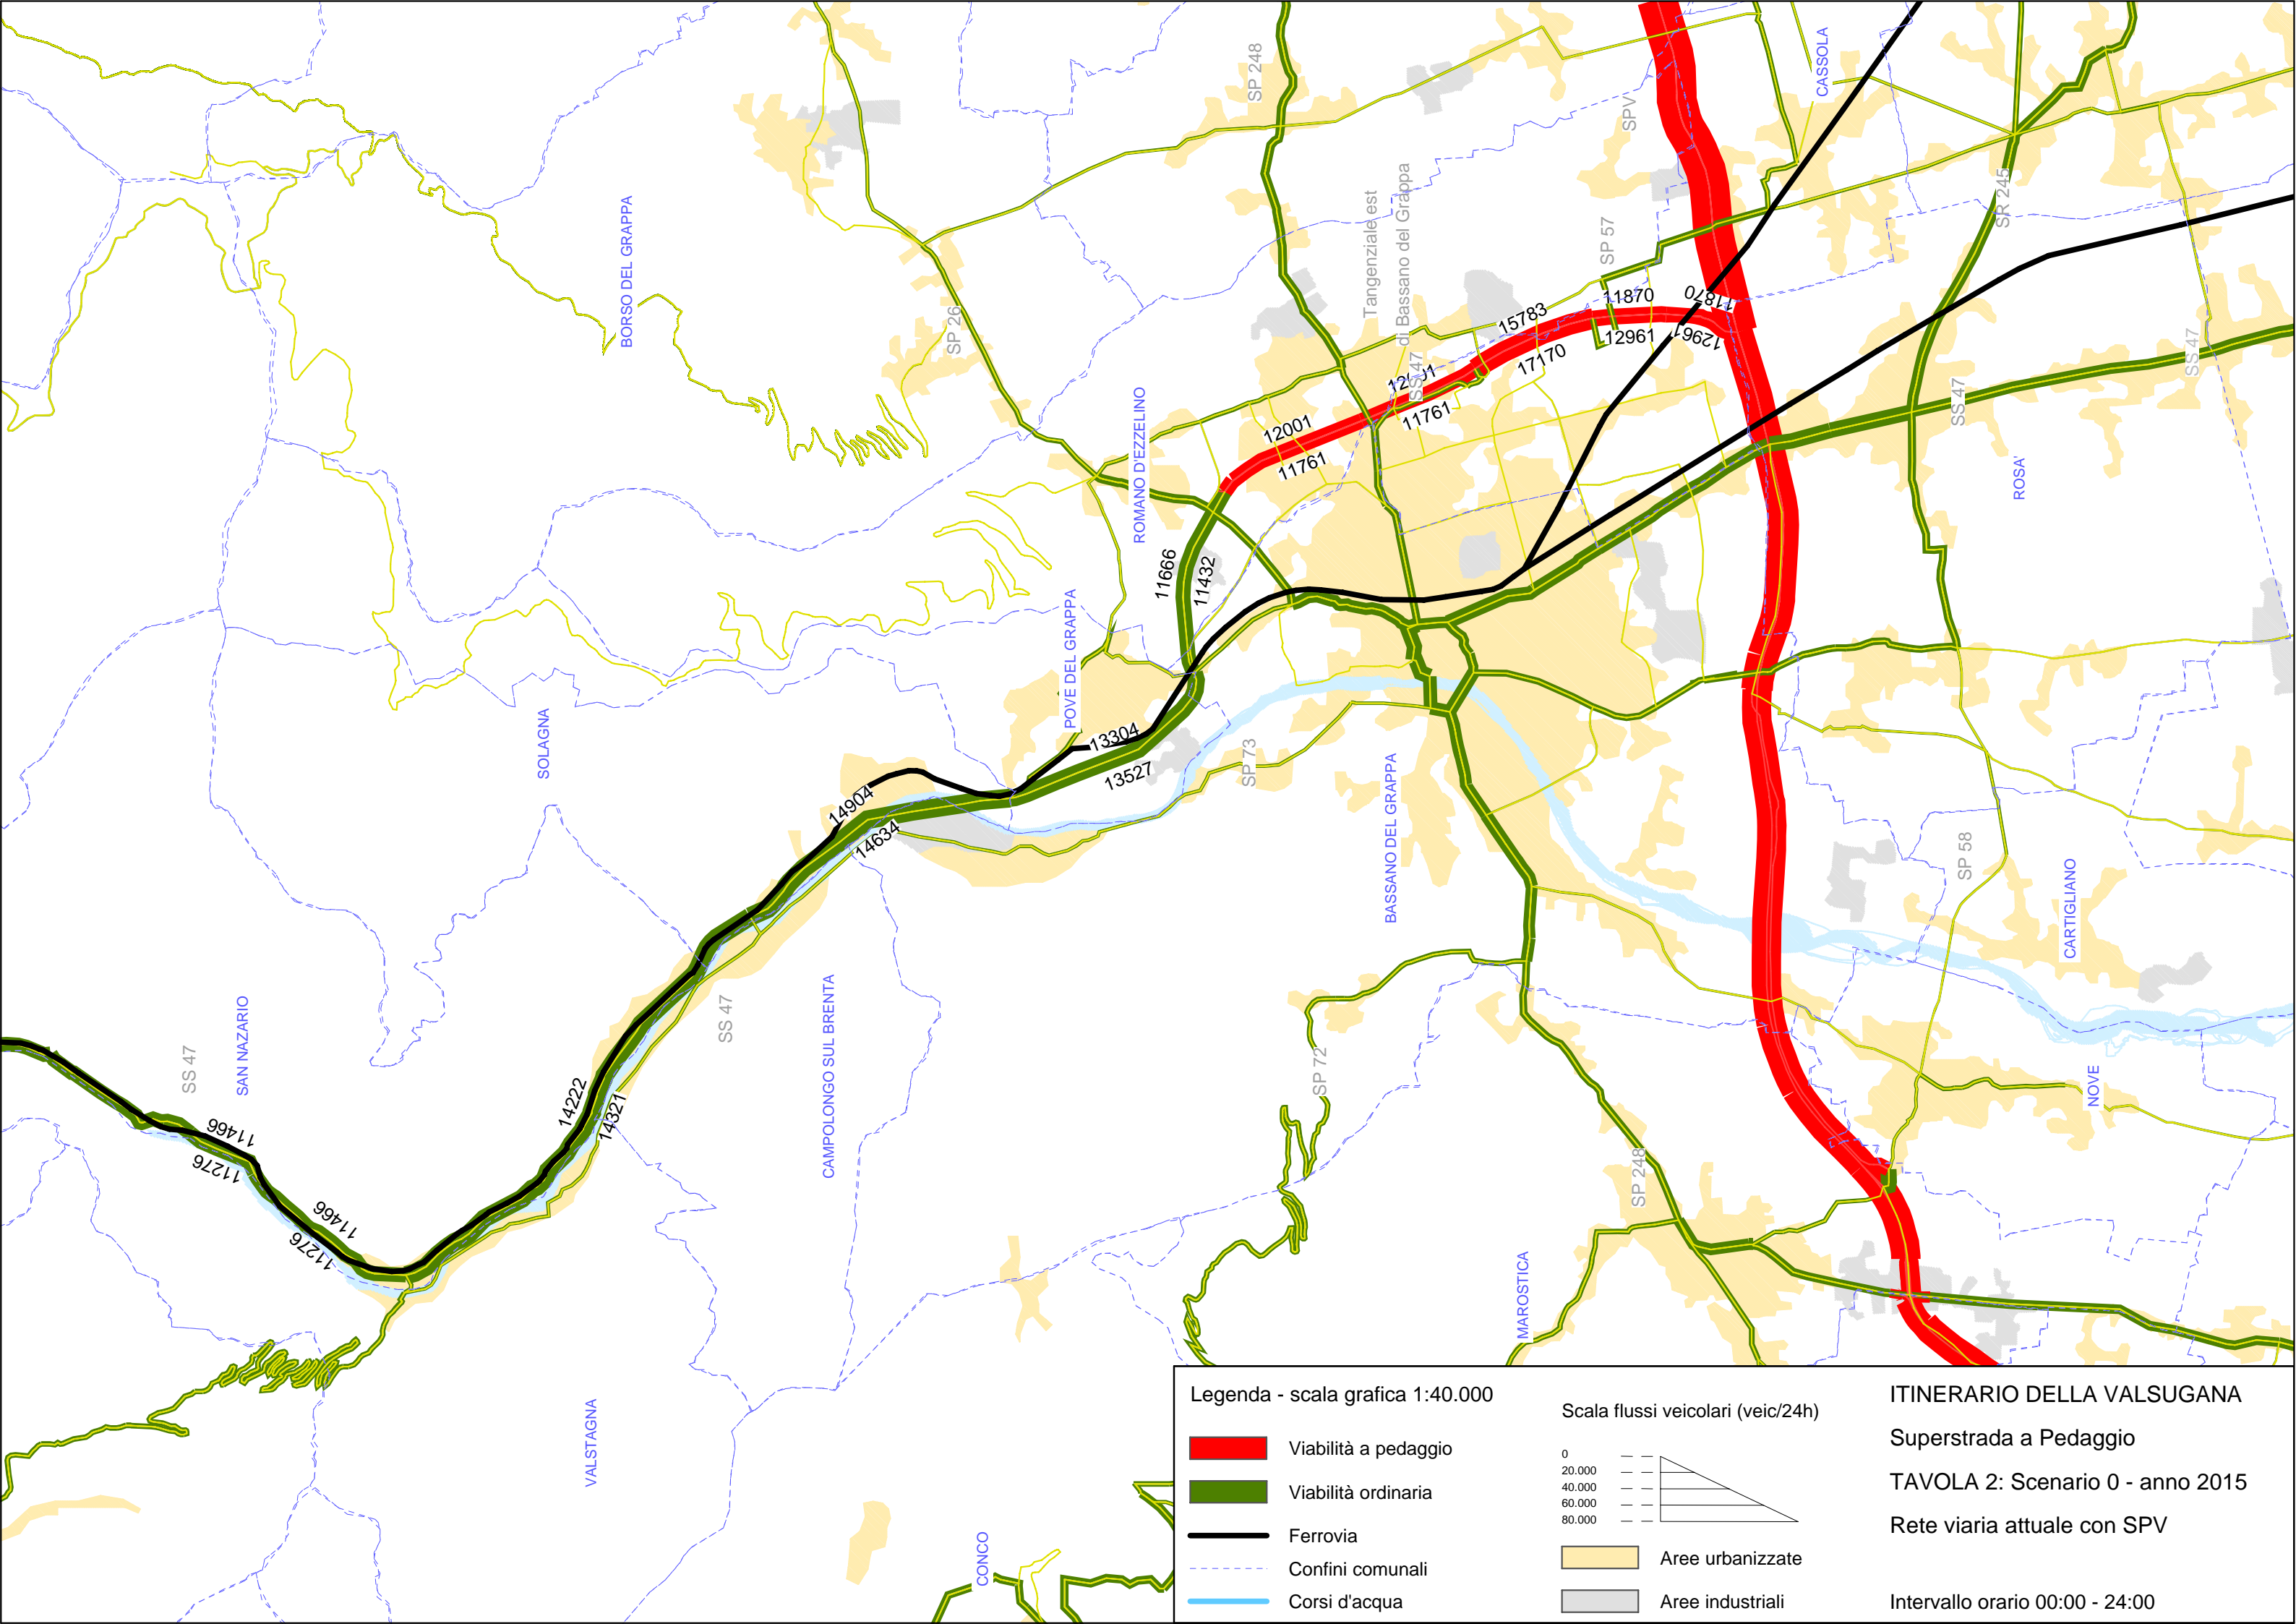 SP 248
SPV
CASSOLA
BORSO DEL GRAPPA
SP 26
Tangenziale est
di Bassano del Grappa
SP 57
SR 245
11870
11870
15783
12961
12961
17170
SS 47
11761
SS 47
SS 47
ROMANO D'EZZELINO
12001
11761
ROSA'
11666
11432
POVE DEL GRAPPA
SOLAGNA
13304
13527
SP 73
14904
14634
BASSANO DEL GRAPPA
SP 58
CARTIGLIANO
SS 47
SAN NAZARIO
SS 47
CAMPOLONGO SUL BRENTA
SP 72
NOVE
14222
14321
11466
11276
11466
11276
SP 248
MAROSTICA
VALSTAGNA
CONCO
Legenda - scala grafica 1:40.000
Viabilità a pedaggio
Viabilità ordinaria
Ferrovia
Confini comunali
Corsi d'acqua
Scala flussi veicolari (veic/24h)
0
20.000
40.000
60.000
80.000
Aree urbanizzate
Aree industriali
ITINERARIO DELLA VALSUGANA
Superstrada a Pedaggio
TAVOLA 2: Scenario 0 - anno 2015
Rete viaria attuale con SPV
Intervallo orario 00:00 - 24:00